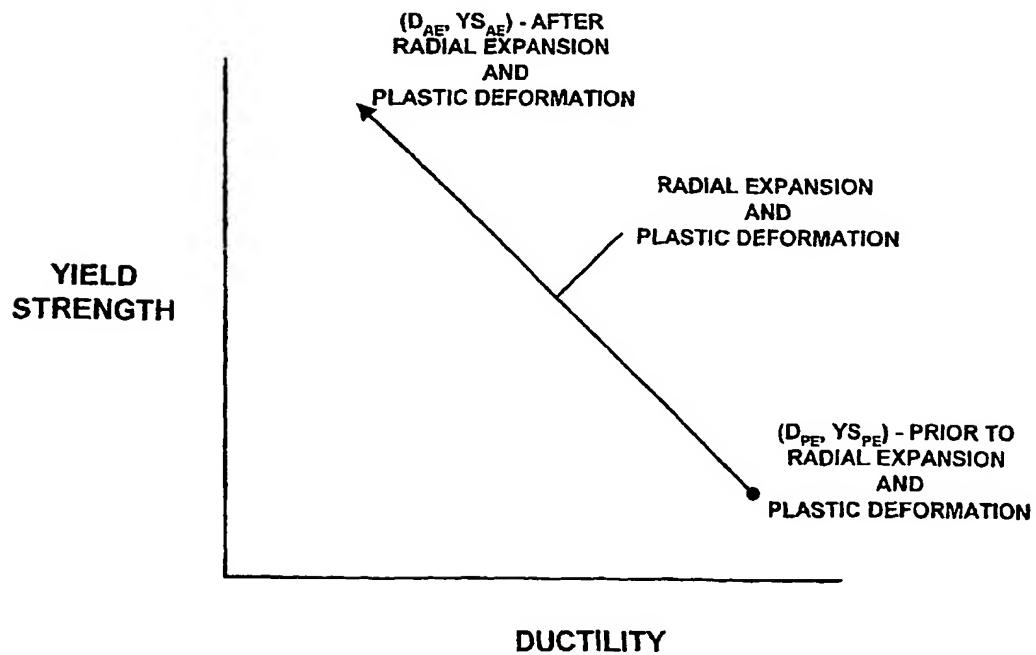 (D_AE, YS_AE) - AFTER
RADIAL EXPANSION
AND
PLASTIC DEFORMATION
RADIAL EXPANSION
AND
PLASTIC DEFORMATION
YIELD
STRENGTH
(D_PE, YS_PE) - PRIOR TO
RADIAL EXPANSION
AND
PLASTIC DEFORMATION
DUCTILITY